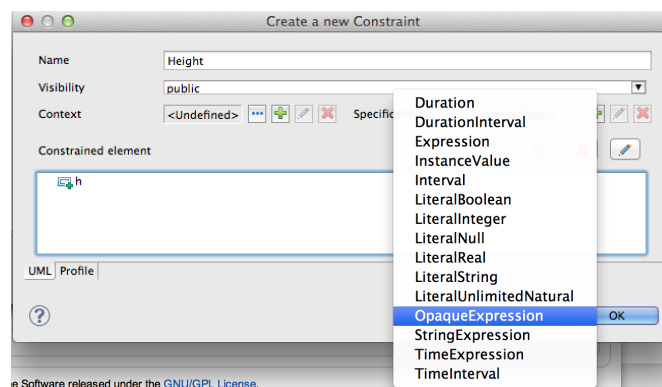 Create a new Constraint
Name
Height
Visibility
public
Context
<Undefined>
Specific
Constrained element
h
UML
Profile
Duration
DurationInterval
Expression
InstanceValue
Interval
LiteralBoolean
LiteralInteger
LiteralNull
LiteralReal
LiteralString
LiteralUnlimitedNatural
OpaqueExpression
StringExpression
TimeExpression
TimeInterval
?
OK
e Software released under the GNU/GPL License.